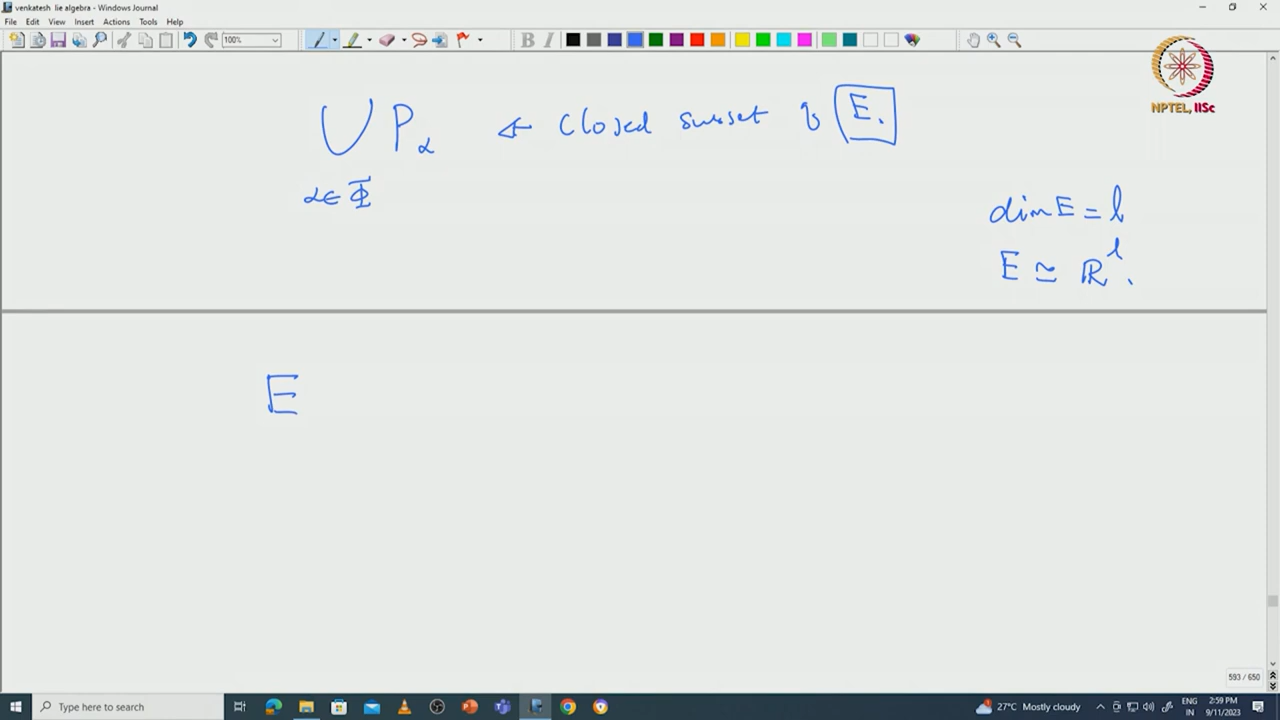 venkatesh lie algebra - Windows Journal
File Edit View Insert Actions Tools Help
100%
B I
NPTEL, IISc
∪ P_α ← closed susset of E.
α∈Φ
dim E = l
E ≃ ℝ^l.
E
593 / 650
Type here to search
27°C Mostly cloudy
ENG
IN
2:59 PM
9/11/2023